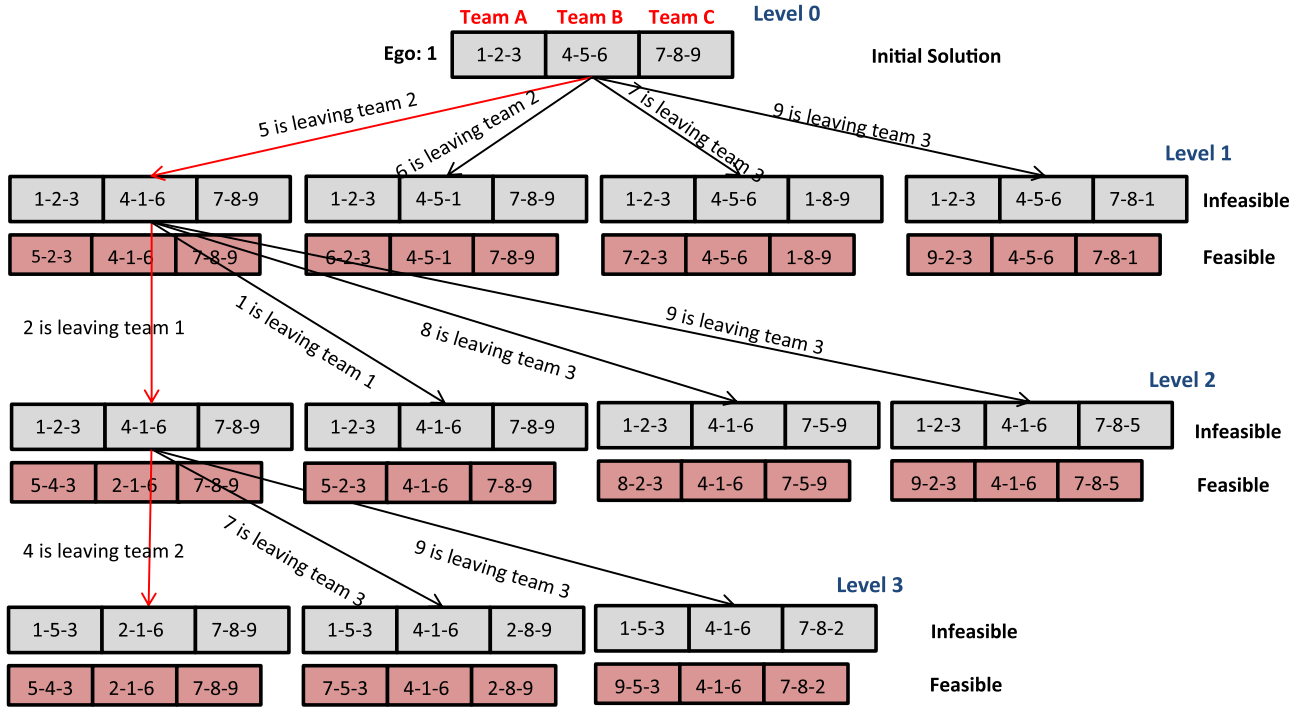 Team A Team B Team C Level 0
Ego: 1 1-2-3 4-5-6 7-8-9 Initial Solution
5 is leaving team 2
6 is leaving team 2
7 is leaving team 3
9 is leaving team 3
Level 1
1-2-3 4-1-6 7-8-9 1-2-3 4-5-1 7-8-9 1-2-3 4-5-6 1-8-9 1-2-3 4-5-6 7-8-1 Infeasible
5-2-3 4-1-6 7-8-9 6-2-3 4-5-1 7-8-9 7-2-3 4-5-6 1-8-9 9-2-3 4-5-6 7-8-1 Feasible
2 is leaving team 1
1 is leaving team 1
8 is leaving team 3
9 is leaving team 3
Level 2
1-2-3 4-1-6 7-8-9 1-2-3 4-1-6 7-8-9 1-2-3 4-1-6 7-5-9 1-2-3 4-1-6 7-8-5 Infeasible
5-4-3 2-1-6 7-8-9 5-2-3 4-1-6 7-8-9 8-2-3 4-1-6 7-5-9 9-2-3 4-1-6 7-8-5 Feasible
4 is leaving team 2
7 is leaving team 3
9 is leaving team 3
Level 3
1-5-3 2-1-6 7-8-9 1-5-3 4-1-6 2-8-9 1-5-3 4-1-6 7-8-2 Infeasible
5-4-3 2-1-6 7-8-9 7-5-3 4-1-6 2-8-9 9-5-3 4-1-6 7-8-2 Feasible